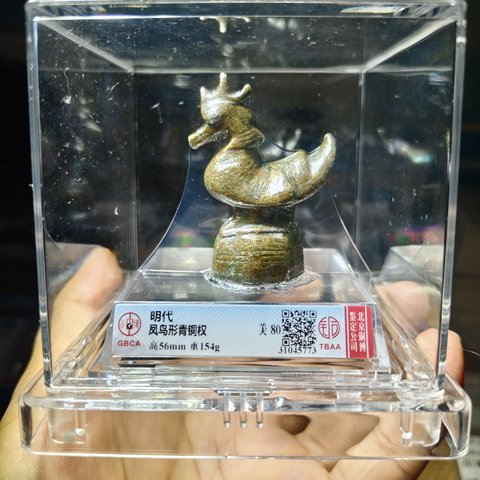 明代
凤鸟形青铜权
高56mm 重154g
GBCA
美 80
31045773
TBAA
北京铜博
鉴定公司